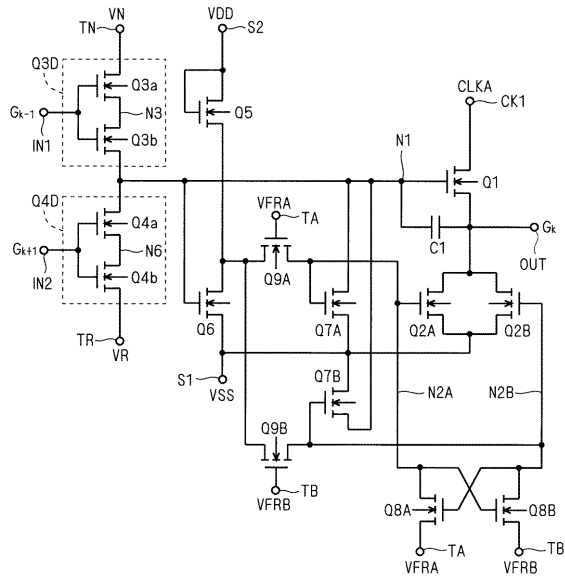 VN
TN
VDD
S2
Q3D
Q3a
Gk-1
N3
Q5
CLKA
CK1
IN1
Q3b
N1
Q1
Q4D
VFRA
TA
Q4a
C1
Gk
Gk+1
N6
OUT
IN2
Q4b
Q9A
Q6
Q7A
Q2A
Q2B
TR
VR
S1
VSS
Q7B
N2A
N2B
Q9B
VFRB
TB
Q8A
Q8B
TA
TB
VFRA
VFRB